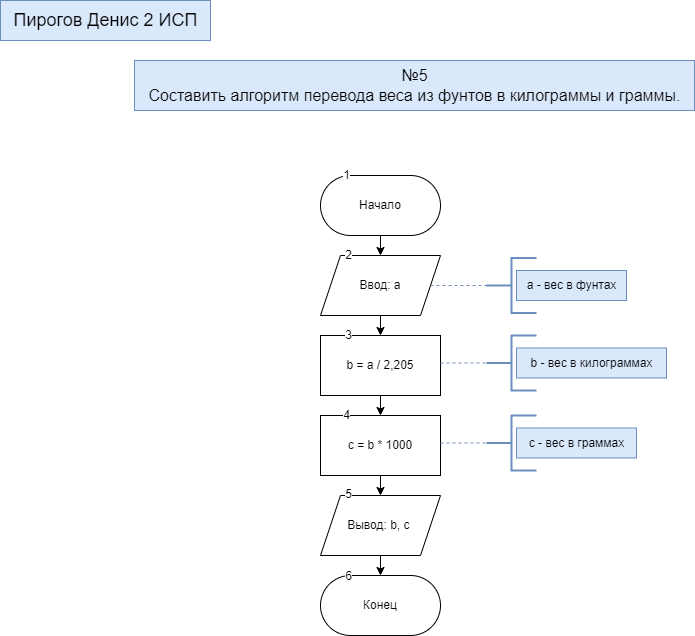 Пирогов Денис 2 ИСП
№5
Составить алгоритм перевода веса из фунтов в килограммы и граммы.
1
Начало
2
Ввод: a
a - вес в фунтах
3
b = a / 2,205
b - вес в килограммах
4
c = b * 1000
c - вес в граммах
5
Вывод: b, c
6
Конец